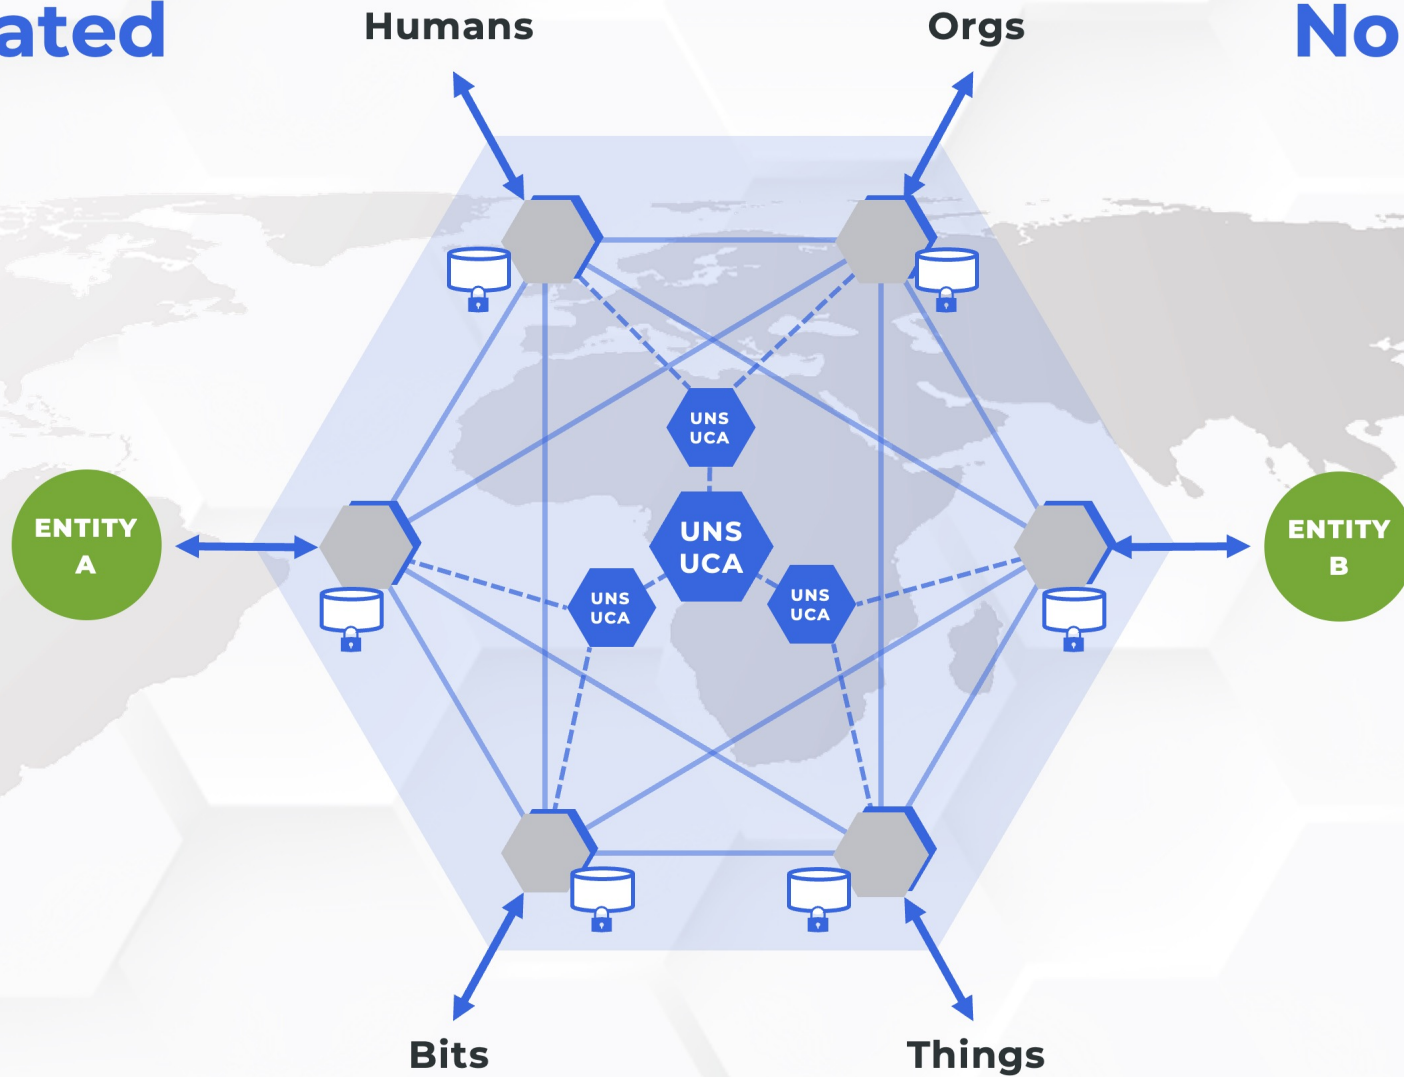 ated
Humans
Orgs
No
UNS
UCA
ENTITY
A
UNS
UCA
ENTITY
B
UNS
UCA
UNS
UCA
Bits
Things